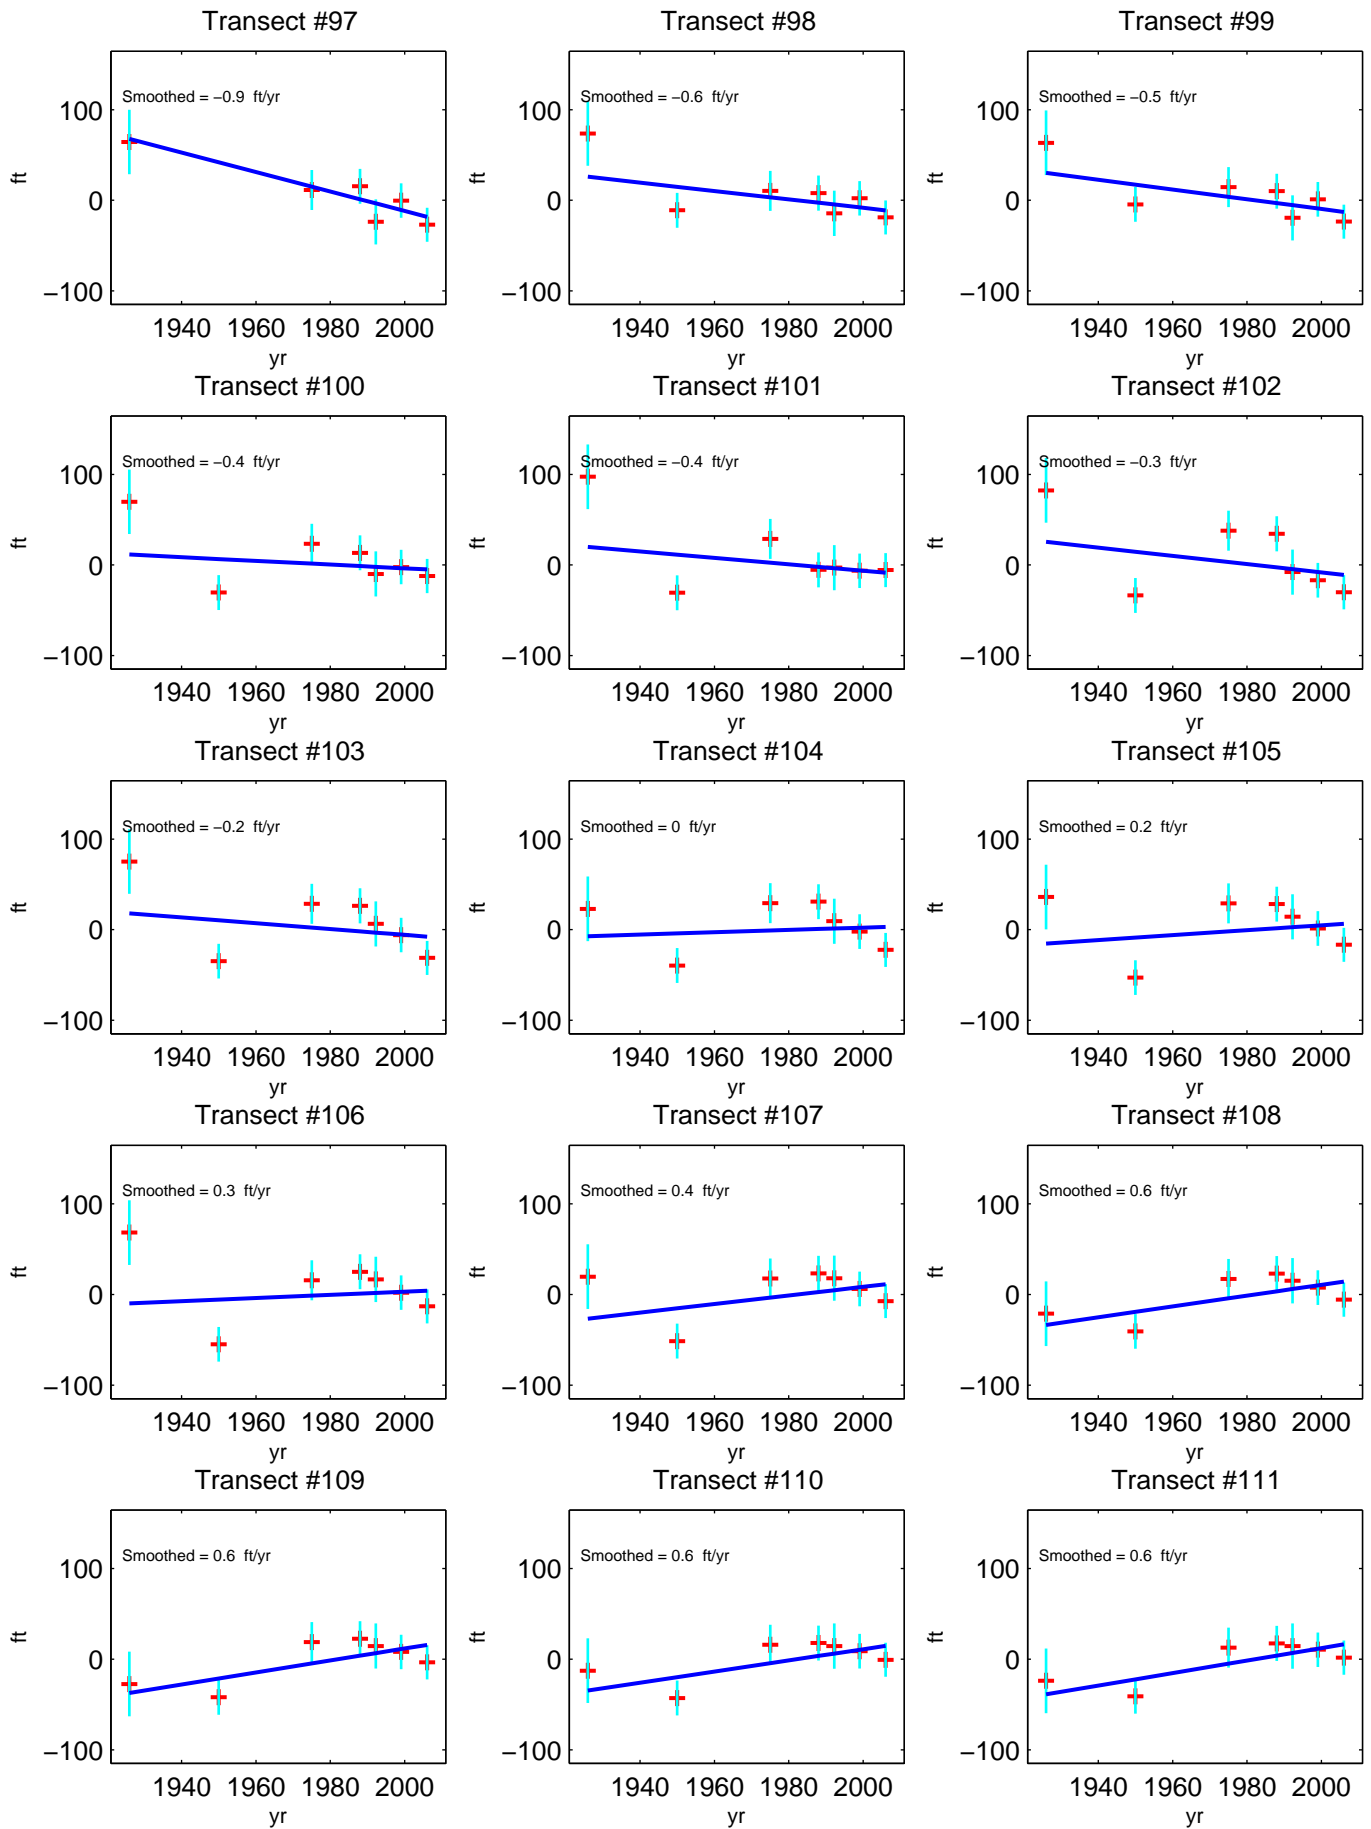 Transect #97 Transect #98 Transect #99
Smoothed = −0.9 ft/yr Smoothed = −0.6 ft/yr Smoothed = −0.5 ft/yr
100 100 100
ft ft ft
0 0 0
−100 −100 −100
1940 1960 1980 2000 1940 1960 1980 2000 1940 1960 1980 2000
yr yr yr
Transect #100 Transect #101 Transect #102
Smoothed = −0.4 ft/yr Smoothed = −0.4 ft/yr Smoothed = −0.3 ft/yr
100 100 100
ft ft ft
0 0 0
−100 −100 −100
1940 1960 1980 2000 1940 1960 1980 2000 1940 1960 1980 2000
yr yr yr
Transect #103 Transect #104 Transect #105
Smoothed = −0.2 ft/yr Smoothed = 0 ft/yr Smoothed = 0.2 ft/yr
100 100 100
ft ft ft
0 0 0
−100 −100 −100
1940 1960 1980 2000 1940 1960 1980 2000 1940 1960 1980 2000
yr yr yr
Transect #106 Transect #107 Transect #108
Smoothed = 0.3 ft/yr Smoothed = 0.4 ft/yr Smoothed = 0.6 ft/yr
100 100 100
ft ft ft
0 0 0
−100 −100 −100
1940 1960 1980 2000 1940 1960 1980 2000 1940 1960 1980 2000
yr yr yr
Transect #109 Transect #110 Transect #111
Smoothed = 0.6 ft/yr Smoothed = 0.6 ft/yr Smoothed = 0.6 ft/yr
100 100 100
ft ft ft
0 0 0
−100 −100 −100
1940 1960 1980 2000 1940 1960 1980 2000 1940 1960 1980 2000
yr yr yr